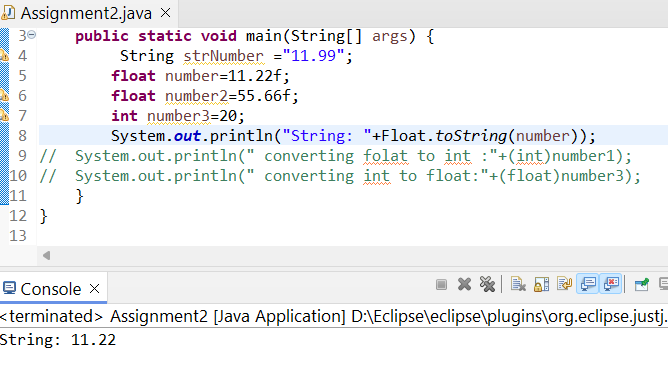 Assignment2.java
3 public static void main(String[] args) {
4 String strNumber ="11.99";
5 float number=11.22f;
6 float number2=55.66f;
7 int number3=20;
8 System.out.println("String: "+Float.toString(number));
9 // System.out.println(" converting folat to int :"+(int)number1);
10 // System.out.println(" converting int to float:"+(float)number3);
11 }
12 }
13
Console
<terminated> Assignment2 [Java Application] D:\Eclipse\eclipse\plugins\org.eclipse.justj.
String: 11.22